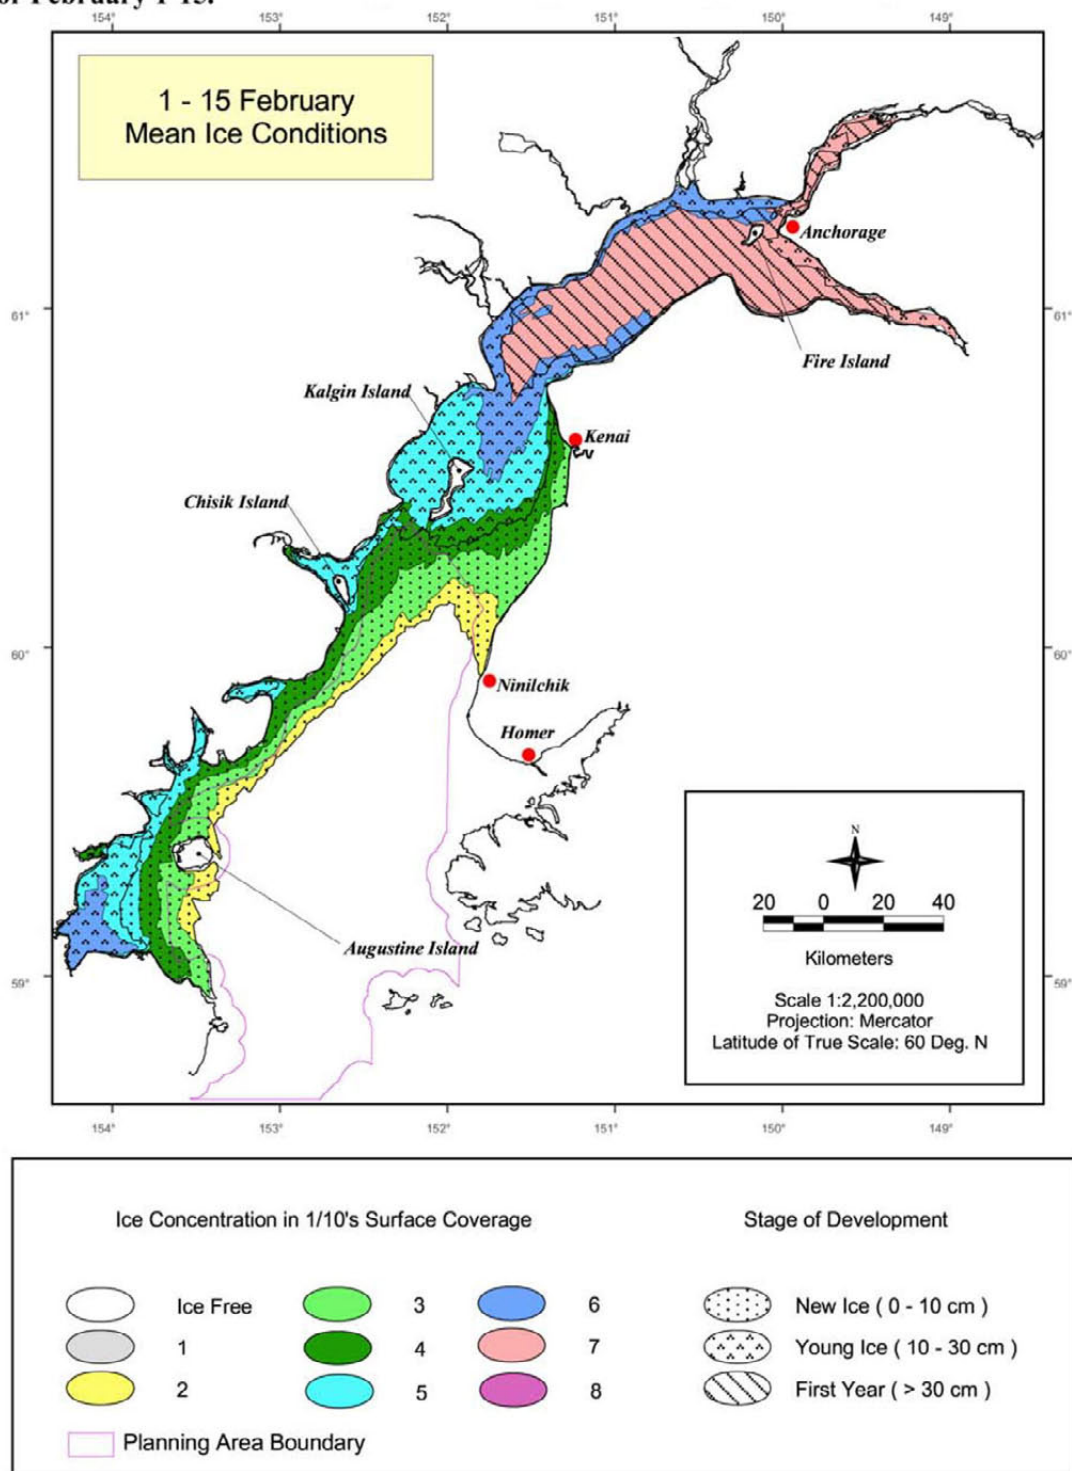 or February 1-15.
154° 153° 152° 151° 150° 149°
1 - 15 February
Mean Ice Conditions
Anchorage
61° 61°
Fire Island
Kalgin Island
Kenai
Chisik Island
60° 60°
Ninilchik
Homer
N
20 0 20 40
Kilometers
Augustine Island
59° 59°
Scale 1:2,200,000
Projection: Mercator
Latitude of True Scale: 60 Deg. N
154° 153° 152° 151° 150° 149°
Ice Concentration in 1/10's Surface Coverage
Stage of Development
Ice Free 3 6 New Ice ( 0 - 10 cm )
1 4 7 Young Ice ( 10 - 30 cm )
2 5 8 First Year ( > 30 cm )
Planning Area Boundary